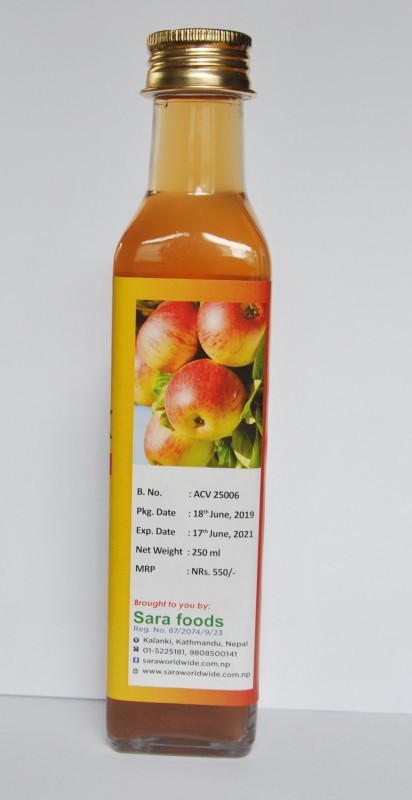 B. No. : ACV 25006
Pkg. Date : 18th June, 2019
Exp. Date : 17th June, 2021
Net Weight : 250 ml
MRP : NRs. 550/-
Brought to you by:
Sara foods
Reg. No. 87/2074/9/23
Kalanki, Kathmandu, Nepal
01-5225181, 9808500141
saraworldwide.com.np
www.saraworldwide.com.np